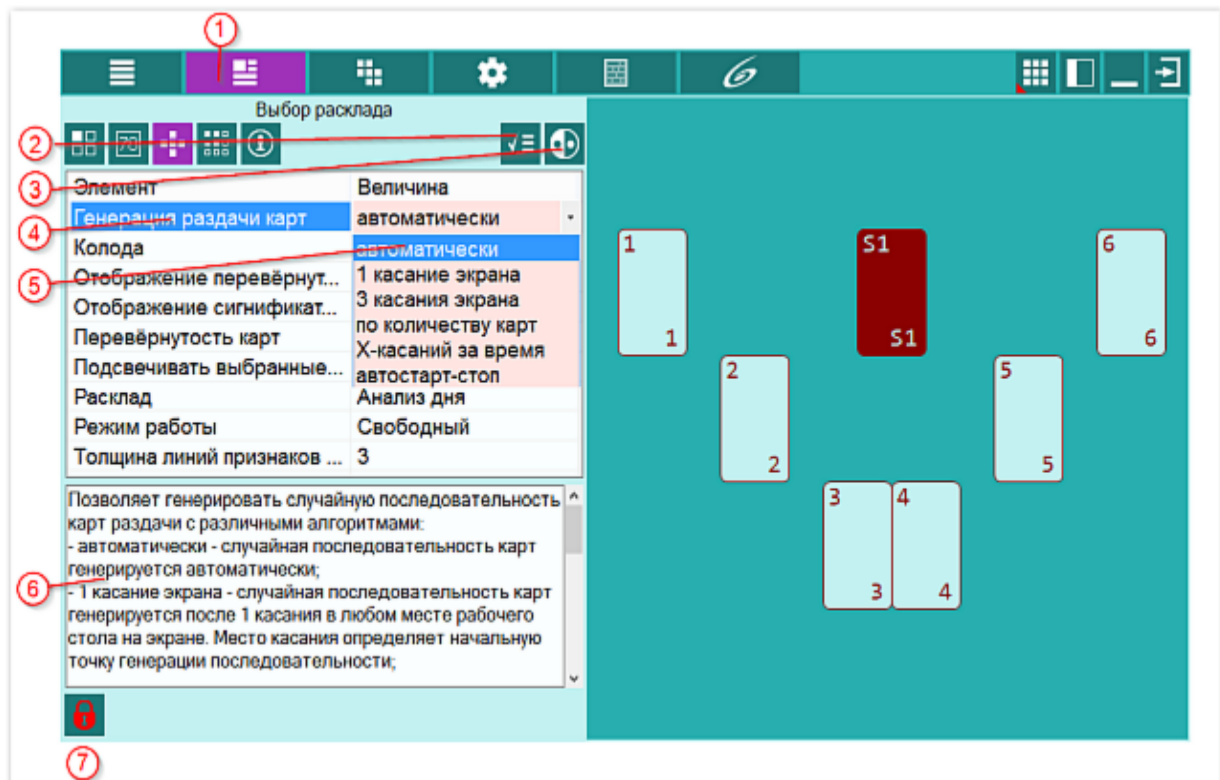 1
Выбор расклада
2
78
3
Элемент Величина
4
Генерация раздачи карт автоматически
Колода автоматически
5
Отображение перевёрнут... 1 касание экрана
Отображение сигнификат... 3 касания экрана
Перевёрнутость карт по количеству карт
Х-касаний за время
Подсвечивать выбранные... автостарт-стоп
Расклад Анализ дня
Режим работы Свободный
Толщина линий признаков ... 3
Позволяет генерировать случайную последовательность
карт раздачи с различными алгоритмами:
- автоматически - случайная последовательность карт
генерируется автоматически;
6
- 1 касание экрана - случайная последовательность карт
генерируется после 1 касания в любом месте рабочего
стола на экране. Место касания определяет начальную
точку генерации последовательности;
7
1 S1 6
1 S1 6
2 5
2 5
3 4
3 4